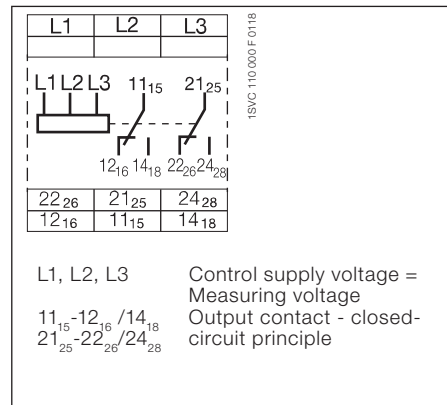 L1 L2 L3
1SVC 110 000 F 0118
L1 L2 L3 11₁₅ 21₂₅
12₁₆ 14₁₈ 22₂₆ 24₂₈
22₂₆ 21₂₅ 24₂₈
12₁₆ 11₁₅ 14₁₈
L1, L2, L3 Control supply voltage =
Measuring voltage
11₁₅-12₁₆ /14₁₈ Output contact - closed-
21₂₅-22₂₆/24₂₈ circuit principle